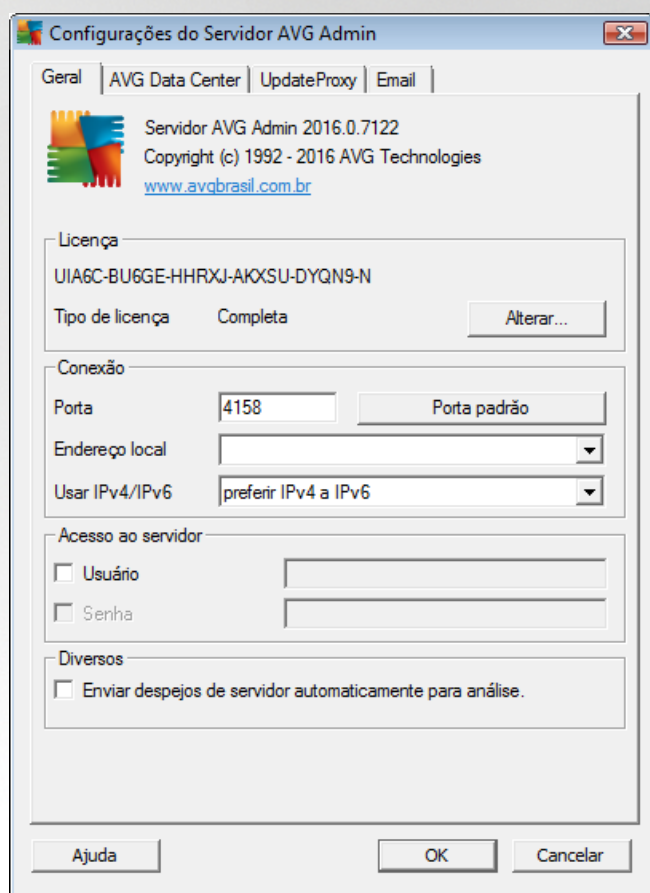 Configurações do Servidor AVG Admin
Geral AVG Data Center UpdateProxy Email
Servidor AVG Admin 2016.0.7122
Copyright (c) 1992 - 2016 AVG Technologies
www.avgbrasil.com.br
Licença
UIA6C-BU6GE-HHRXJ-AKXSU-DYQN9-N
Tipo de licença Completa Alterar...
Conexão
Porta 4158 Porta padrão
Endereço local
Usar IPv4/IPv6 preferir IPv4 a IPv6
Acesso ao servidor
Usuário
Senha
Diversos
Enviar despejos de servidor automaticamente para análise.
Ajuda OK Cancelar